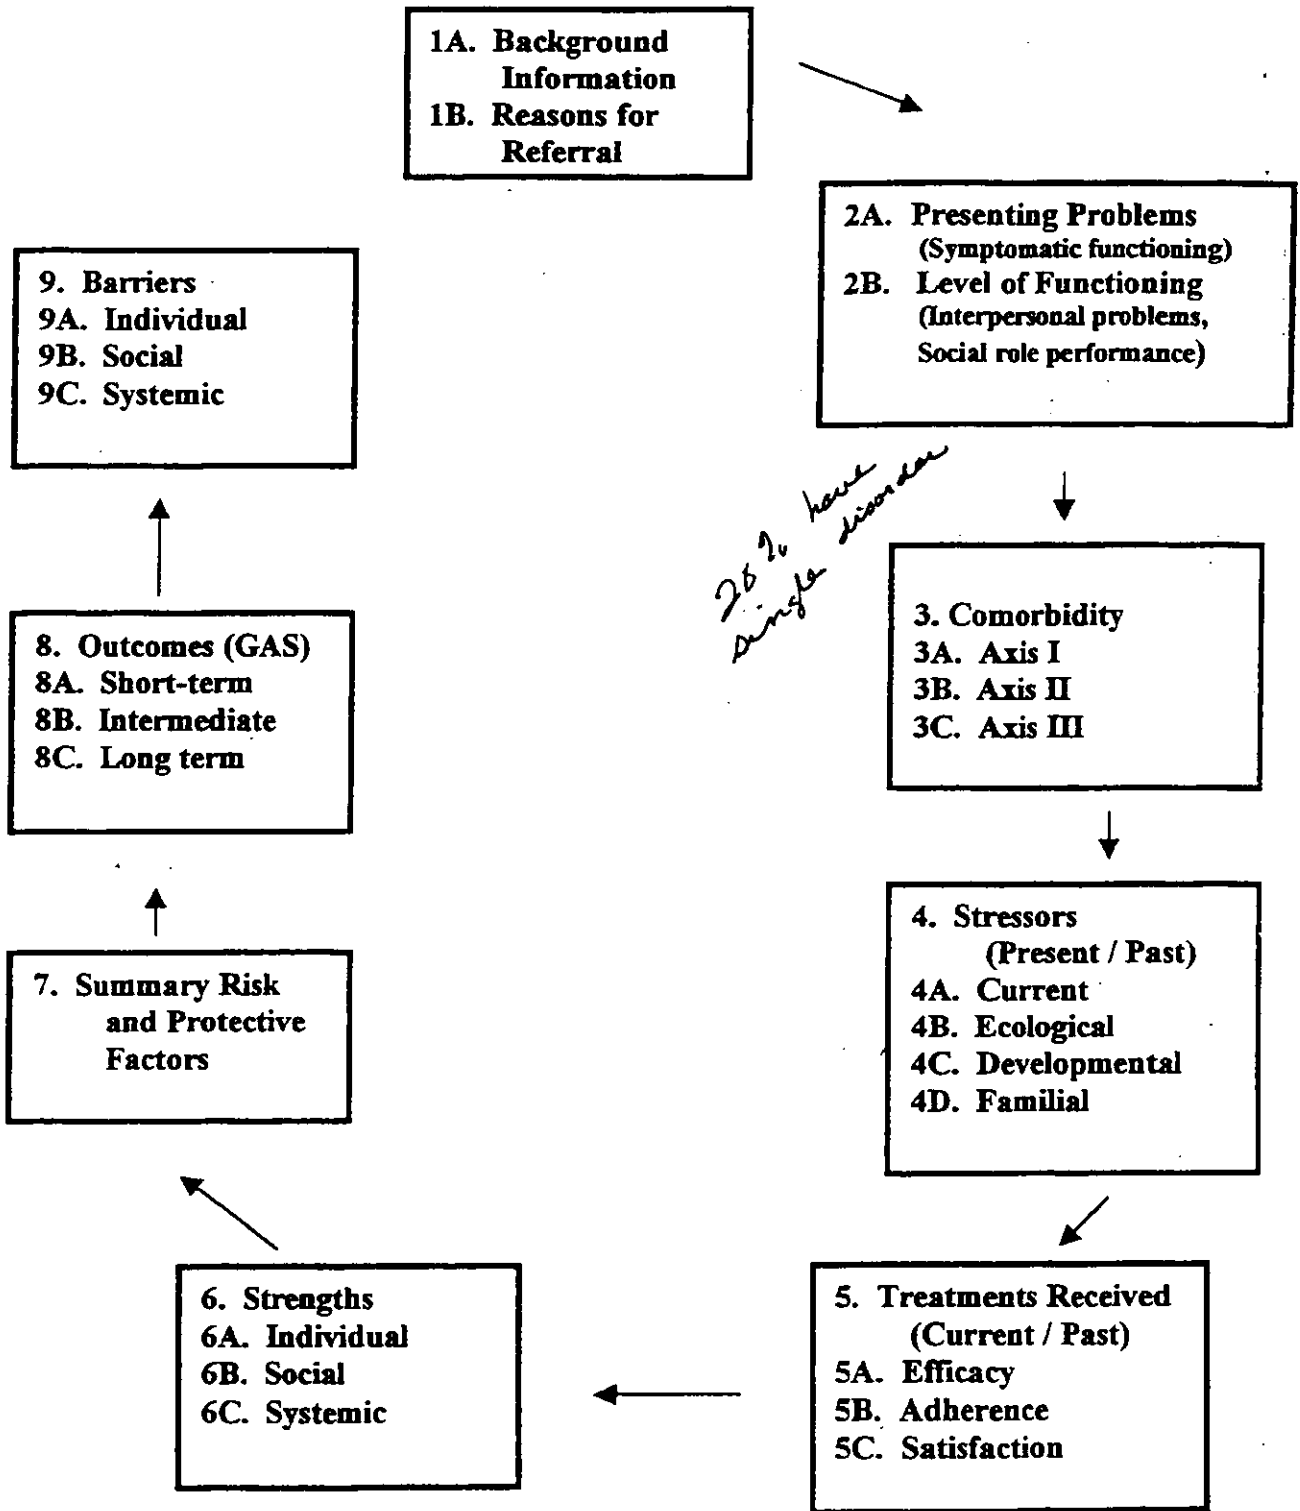 1A. Background
Information
1B. Reasons for
Referral
2A. Presenting Problems
(Symptomatic functioning)
2B. Level of Functioning
(Interpersonal problems,
Social role performance)
have
single disorder
3. Comorbidity
3A. Axis I
3B. Axis II
3C. Axis III
4. Stressors
(Present / Past)
4A. Current
4B. Ecological
4C. Developmental
4D. Familial
5. Treatments Received
(Current / Past)
5A. Efficacy
5B. Adherence
5C. Satisfaction
6. Strengths
6A. Individual
6B. Social
6C. Systemic
7. Summary Risk
and Protective
Factors
8. Outcomes (GAS)
8A. Short-term
8B. Intermediate
8C. Long term
9. Barriers
9A. Individual
9B. Social
9C. Systemic